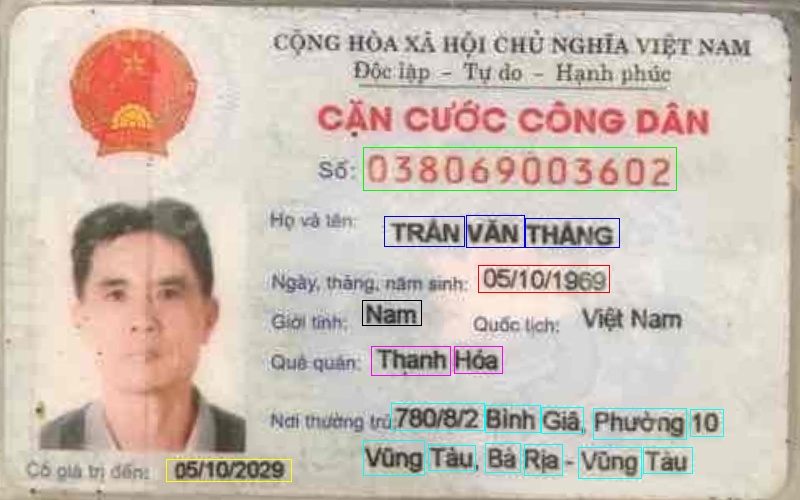 CỘNG HÒA XÃ HỘI CHỦ NGHĨA VIỆT NAM
Độc lập - Tự do - Hạnh phúc
CĂN CƯỚC CÔNG DÂN
Số: 038069003602
Họ và tên: TRẦN VĂN THẮNG
Ngày, tháng, năm sinh: 05/10/1969
Giới tính: Nam Quốc tịch: Việt Nam
Quê quán: Thanh Hóa
Nơi thường trú: 780/8/2 Bình Giã, Phường 10
Vũng Tàu, Bà Rịa - Vũng Tàu
Có giá trị đến: 05/10/2029